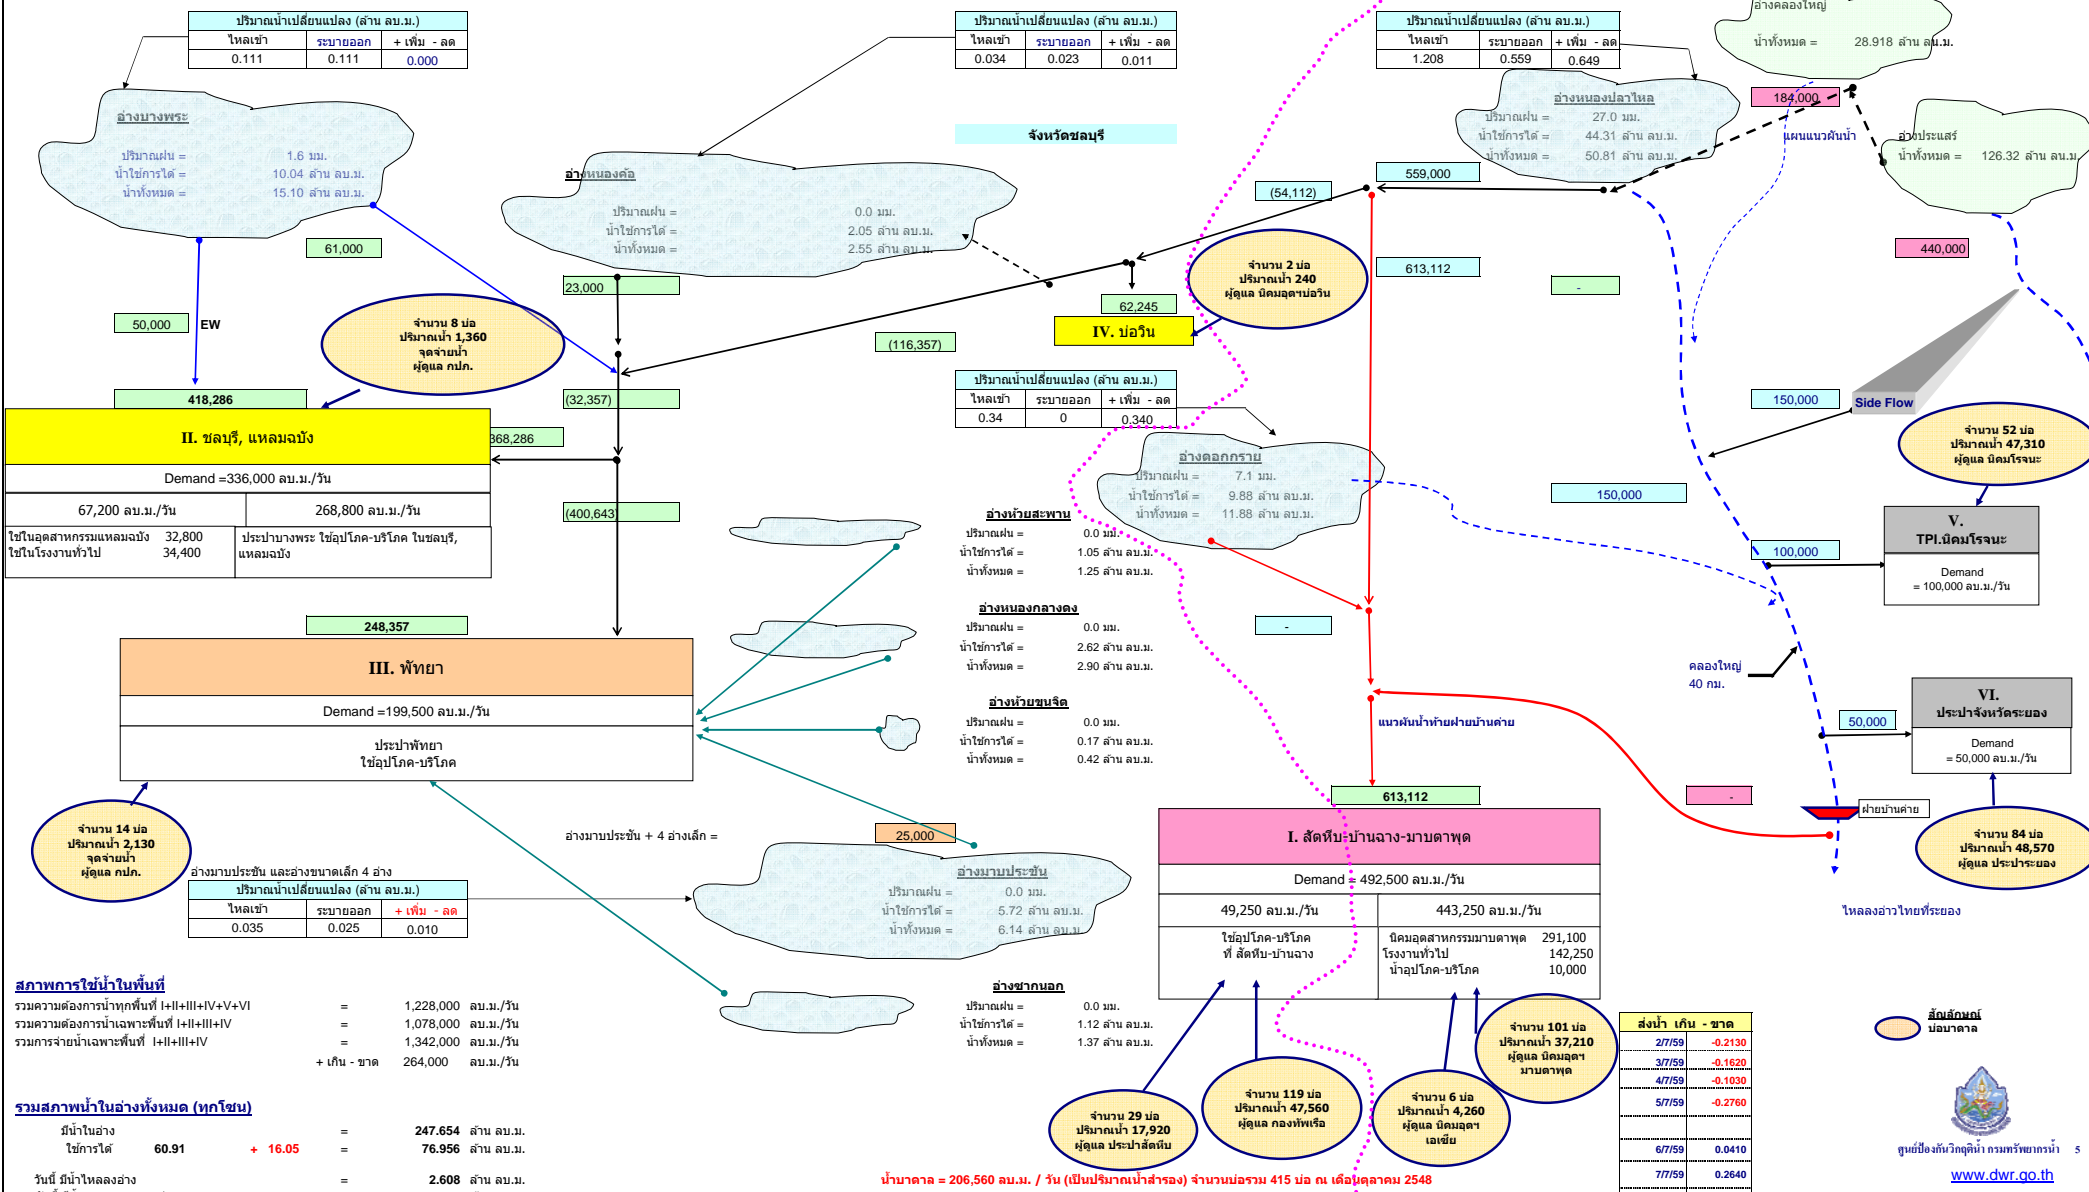 ปริมาณน้ำเปลี่ยนแปลง (ล้าน ลบ.ม.)
ไหลเข้า ระบายออก + เพิ่ม - ลด
0.111 0.111 0.000
ปริมาณน้ำเปลี่ยนแปลง (ล้าน ลบ.ม.)
ไหลเข้า ระบายออก + เพิ่ม - ลด
0.034 0.023 0.011
ปริมาณน้ำเปลี่ยนแปลง (ล้าน ลบ.ม.)
ไหลเข้า ระบายออก + เพิ่ม - ลด
1.208 0.559 0.649
อ่างคลองใหญ่
น้ำทั้งหมด = 28.918 ล้าน ลบ.ม.
อ่างบางพระ
ปริมาณฝน = 1.6 มม.
น้ำใช้การได้ = 10.04 ล้าน ลบ.ม.
น้ำทั้งหมด = 15.10 ล้าน ลบ.ม.
จังหวัดชลบุรี
อ่างหนองค้อ
ปริมาณฝน = 0.0 มม.
น้ำใช้การได้ = 2.05 ล้าน ลบ.ม.
น้ำทั้งหมด = 2.55 ล้าน ลบ.ม.
อ่างหนองปลาไหล
ปริมาณฝน = 27.0 มม.
น้ำใช้การได้ = 44.31 ล้าน ลบ.ม.
น้ำทั้งหมด = 50.81 ล้าน ลบ.ม.
184,000
แผนแนวผันน้ำ
อ่างประแสร์
น้ำทั้งหมด = 126.32 ล้าน ลบ.ม.
559,000
(54,112)
440,000
61,000
23,000
613,112
-
จำนวน 2 บ่อ
ปริมาณน้ำ 240
ผู้ดูแล นิคมอุตฯบ่อวิน
62,245
IV. บ่อวิน
50,000 EW
จำนวน 8 บ่อ
ปริมาณน้ำ 1,360
จุดจ่ายน้ำ
ผู้ดูแล กปภ.
(116,357)
418,286
(32,357)
ปริมาณน้ำเปลี่ยนแปลง (ล้าน ลบ.ม.)
ไหลเข้า ระบายออก + เพิ่ม - ลด
0.34 0 0.340
150,000
Side Flow
จำนวน 52 บ่อ
ปริมาณน้ำ 47,310
ผู้ดูแล นิคมโรจนะ
II. ชลบุรี, แหลมฉบัง
368,286
Demand =336,000 ลบ.ม./วัน
67,200 ลบ.ม./วัน 268,800 ลบ.ม./วัน
ใช้ในอุตสาหกรรมแหลมฉบัง 32,800
ใช้ในโรงงานทั่วไป 34,400
ประปาบางพระ ใช้อุปโภค-บริโภค ในชลบุรี,
แหลมฉบัง
(400,643)
อ่างดอกกราย
ปริมาณฝน = 7.1 มม.
น้ำใช้การได้ = 9.88 ล้าน ลบ.ม.
น้ำทั้งหมด = 11.88 ล้าน ลบ.ม.
150,000
อ่างห้วยสะพาน
ปริมาณฝน = 0.0 มม.
น้ำใช้การได้ = 1.05 ล้าน ลบ.ม.
น้ำทั้งหมด = 1.25 ล้าน ลบ.ม.
V.
TPI.นิคมโรจนะ
Demand
= 100,000 ลบ.ม./วัน
100,000
อ่างหนองกลางดง
ปริมาณฝน = 0.0 มม.
น้ำใช้การได้ = 2.62 ล้าน ลบ.ม.
น้ำทั้งหมด = 2.90 ล้าน ลบ.ม.
-
248,357
III. พัทยา
Demand =199,500 ลบ.ม./วัน
ประปาพัทยา
ใช้อุปโภค-บริโภค
อ่างห้วยขุนจิต
ปริมาณฝน = 0.0 มม.
น้ำใช้การได้ = 0.17 ล้าน ลบ.ม.
น้ำทั้งหมด = 0.42 ล้าน ลบ.ม.
คลองใหญ่
40 กม.
แนวผันน้ำท้ายฝายบ้านค่าย
50,000
VI.
ประปาจังหวัดระยอง
Demand
= 50,000 ลบ.ม./วัน
613,112
-
ฝายบ้านค่าย
จำนวน 14 บ่อ
ปริมาณน้ำ 2,130
จุดจ่ายน้ำ
ผู้ดูแล กปภ.
อ่างมาบประชัน + 4 อ่างเล็ก = 25,000
จำนวน 84 บ่อ
ปริมาณน้ำ 48,570
ผู้ดูแล ประปาระยอง
อ่างมาบประชัน และอ่างขนาดเล็ก 4 อ่าง
ปริมาณน้ำเปลี่ยนแปลง (ล้าน ลบ.ม.)
ไหลเข้า ระบายออก + เพิ่ม - ลด
0.035 0.025 0.010
อ่างมาบประชัน
ปริมาณฝน = 0.0 มม.
น้ำใช้การได้ = 5.72 ล้าน ลบ.ม.
น้ำทั้งหมด = 6.14 ล้าน ลบ.ม.
I. สัตหีบ-บ้านฉาง-มาบตาพุด
Demand = 492,500 ลบ.ม./วัน
49,250 ลบ.ม./วัน 443,250 ลบ.ม./วัน
ใช้อุปโภค-บริโภค
ที่ สัตหีบ-บ้านฉาง
นิคมอุตสาหกรรมมาบตาพุด 291,100
โรงงานทั่วไป 142,250
น้ำอุปโภค-บริโภค 10,000
ไหลลงอ่าวไทยที่ระยอง
อ่างซากนอก
ปริมาณฝน = 0.0 มม.
น้ำใช้การได้ = 1.12 ล้าน ลบ.ม.
น้ำทั้งหมด = 1.37 ล้าน ลบ.ม.
สภาพการใช้น้ำในพื้นที่
รวมความต้องการน้ำทุกพื้นที่ I+II+III+IV+V+VI = 1,228,000 ลบ.ม./วัน
รวมความต้องการน้ำเฉพาะพื้นที่ I+II+III+IV = 1,078,000 ลบ.ม./วัน
รวมการจ่ายน้ำเฉพาะพื้นที่ I+II+III+IV = 1,342,000 ลบ.ม./วัน
+ เกิน - ขาด 264,000 ลบ.ม./วัน
รวมสภาพน้ำในอ่างทั้งหมด (ทุกโซน)
มีน้ำในอ่าง = 247.654 ล้าน ลบ.ม.
ใช้การได้ 60.91 + 16.05 = 76.956 ล้าน ลบ.ม.
วันนี้ มีน้ำไหลลงอ่าง = 2.608 ล้าน ลบ.ม.
จำนวน 29 บ่อ
ปริมาณน้ำ 17,920
ผู้ดูแล ประปาสัตหีบ
จำนวน 119 บ่อ
ปริมาณน้ำ 47,560
ผู้ดูแล กองทัพเรือ
จำนวน 6 บ่อ
ปริมาณน้ำ 4,260
ผู้ดูแล นิคมอุตฯ
เอเซีย
จำนวน 101 บ่อ
ปริมาณน้ำ 37,210
ผู้ดูแล นิคมอุตฯ
มาบตาพุด
ส่งน้ำ เกิน - ขาด
2/7/59 -0.2130
3/7/59 -0.1620
4/7/59 -0.1030
5/7/59 -0.2760
6/7/59 0.0410
7/7/59 0.2640
สัญลักษณ์
บ่อบาดาล
น้ำบาดาล = 206,560 ลบ.ม. / วัน (เป็นปริมาณน้ำสำรอง) จำนวนบ่อรวม 415 บ่อ ณ เดือนตุลาคม 2548
ศูนย์ป้องกันวิกฤติน้ำ กรมทรัพยากรน้ำ 5
www.dwr.go.th